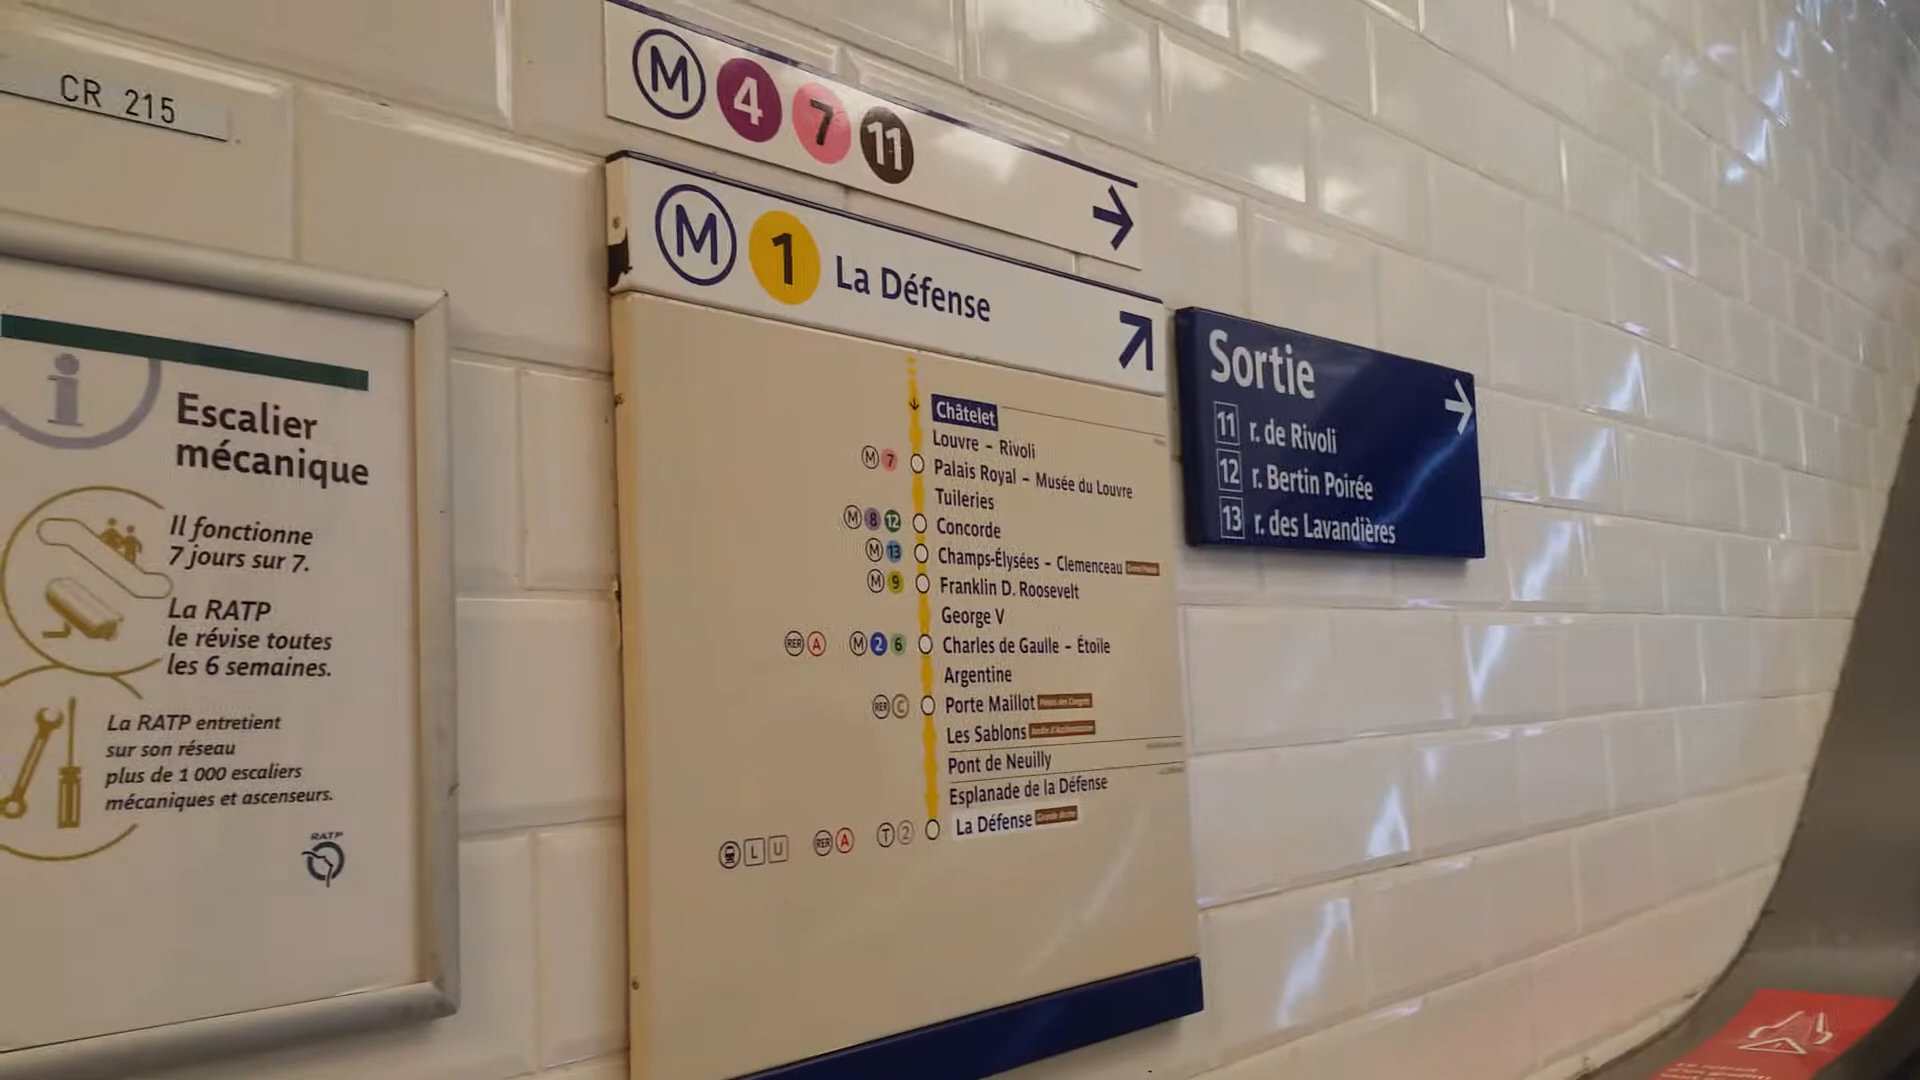 CR 215
M 4 7 11
M 1 La Défense
Escalier
mécanique
Il fonctionne
7 jours sur 7.
La RATP
le révise toutes
les 6 semaines.
La RATP entretient
sur son réseau
plus de 1 000 escaliers
mécaniques et ascenseurs.
RATP
Châtelet
Louvre – Rivoli
M 7 Palais Royal – Musée du Louvre
Tuileries
M 8 12 Concorde
M 13 Champs-Élysées – Clemenceau
M 9 Franklin D. Roosevelt
George V
RER A M 2 6 Charles de Gaulle – Étoile
Argentine
RER C Porte Maillot
Les Sablons
Pont de Neuilly
Esplanade de la Défense
L U RER A T 2 La Défense Grande Arche
Sortie
11 r. de Rivoli
12 r. Bertin Poirée
13 r. des Lavandières